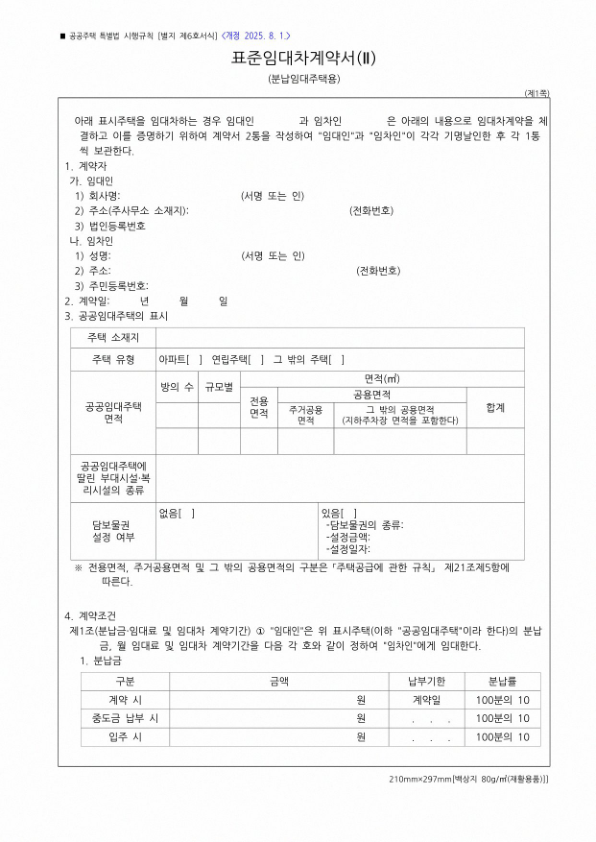 ■ 공공주택 특별법 시행규칙 [별지 제6호서식] <개정 2025. 8. 1.>
표준임대차계약서(Ⅱ)
(분납임대주택용)
(제1쪽)
아래 표시주택을 임대차하는 경우 임대인 과 임차인 은 아래의 내용으로 임대차계약을 체
결하고 이를 증명하기 위하여 계약서 2통을 작성하여 "임대인"과 "임차인"이 각각 기명날인한 후 각 1통
씩 보관한다.
1. 계약자
가. 임대인
1) 회사명: (서명 또는 인)
2) 주소(주사무소 소재지): (전화번호)
3) 법인등록번호
나. 임차인
1) 성명: (서명 또는 인)
2) 주소: (전화번호)
3) 주민등록번호:
2. 계약일: 년 월 일
3. 공공임대주택의 표시
주택 소재지
주택 유형 아파트[ ] 연립주택[ ] 그 밖의 주택[ ]
공공임대주택
면적
방의 수 규모별 면적(㎡)
전용
면적
공용면적
합계
주거공용
면적
그 밖의 공용면적
(지하주차장 면적을 포함한다)
공공임대주택에
딸린 부대시설·복
리시설의 종류
담보물권
설정 여부
없음[ ]
있음[ ]
-담보물권의 종류:
-설정금액:
-설정일자:
※ 전용면적, 주거공용면적 및 그 밖의 공용면적의 구분은 「주택공급에 관한 규칙」 제21조제5항에
따른다.
4. 계약조건
제1조(분납금·임대료 및 임대차 계약기간) ① "임대인"은 위 표시주택(이하 "공공임대주택"이라 한다)의 분납
금, 월 임대료 및 임대차 계약기간을 다음 각 호와 같이 정하여 "임차인"에게 임대한다.
1. 분납금
구분 금액 납부기한 분납률
계약 시 원 계약일 100분의 10
중도금 납부 시 원 . . . 100분의 10
입주 시 원 . . . 100분의 10
210mm×297mm[백상지 80g/㎡(재활용품)]